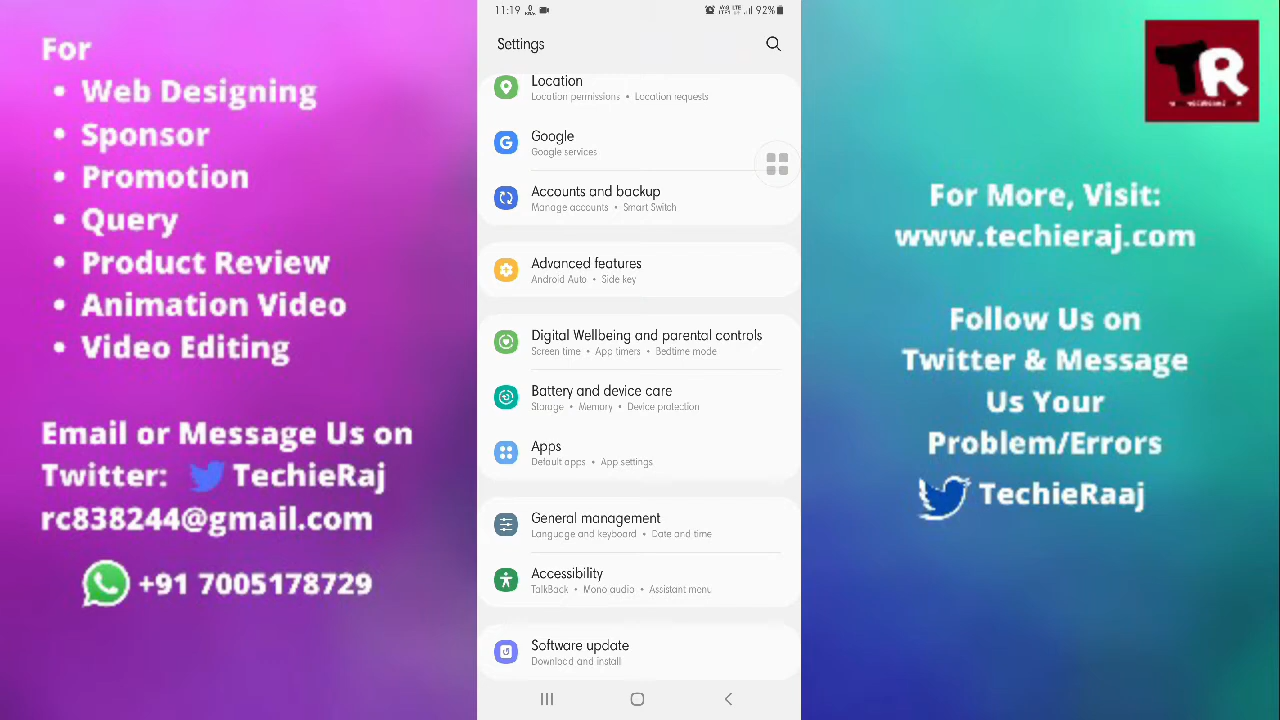 For
• Web Designing
• Sponsor
• Promotion
• Query
• Product Review
• Animation Video
• Video Editing
Email or Message Us on
Twitter: TechieRaj
rc838244@gmail.com
+91 7005178729
11:19
92%
Settings
Location
Location permissions • Location requests
Google
Google services
Accounts and backup
Manage accounts • Smart Switch
Advanced features
Android Auto • Side key
Digital Wellbeing and parental controls
Screen time • App timers • Bedtime mode
Battery and device care
Storage • Memory • Device protection
Apps
Default apps • App settings
General management
Language and keyboard • Date and time
Accessibility
TalkBack • Mono audio • Assistant menu
Software update
Download and install
TR
For More, Visit:
www.techieraj.com
Follow Us on
Twitter & Message
Us Your
Problem/Errors
TechieRaaj